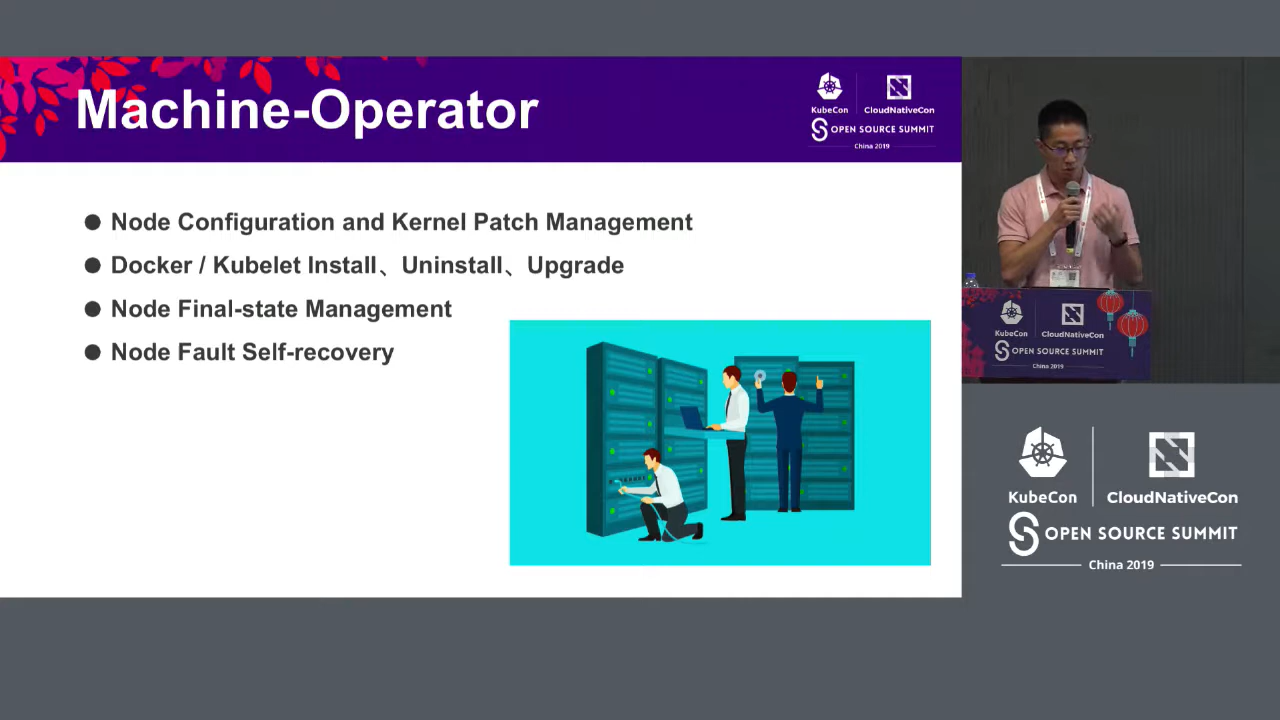 Machine-Operator
KubeCon
CloudNativeCon
OPEN SOURCE SUMMIT
China 2019
● Node Configuration and Kernel Patch Management
● Docker / Kubelet Install、Uninstall、Upgrade
● Node Final-state Management
● Node Fault Self-recovery
KubeCon
CloudNativeCon
OPEN SOURCE SUMMIT
China 2019
KubeCon
CloudNativeCon
OPEN SOURCE SUMMIT
China 2019